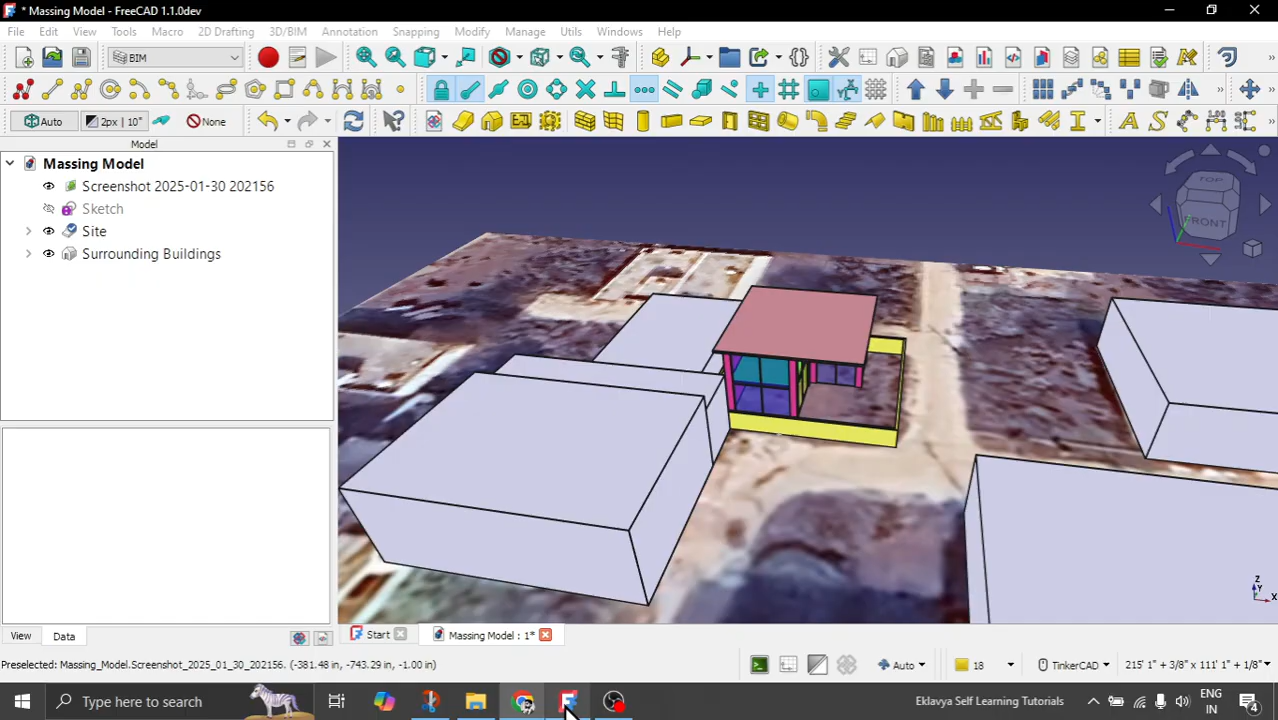 * Massing Model - FreeCAD 1.1.0dev
File Edit View Tools Macro 2D Drafting 3D/BIM Annotation Snapping Modify Manage Utils Windows Help
BIM
Auto 2px | 10" None
Model
Massing Model
Screenshot 2025-01-30 202156
Sketch
Site
Surrounding Buildings
TOP
FRONT
Z
Y
X
View Data
Start Massing Model : 1*
Preselected: Massing_Model.Screenshot_2025_01_30_202156. (-381.48 in, -743.29 in, -1.00 in)
Auto 18 TinkerCAD 215' 1" + 3/8" x 111' 1" + 1/8"
Type here to search
Eklavya Self Learning Tutorials
ENG
IN
4